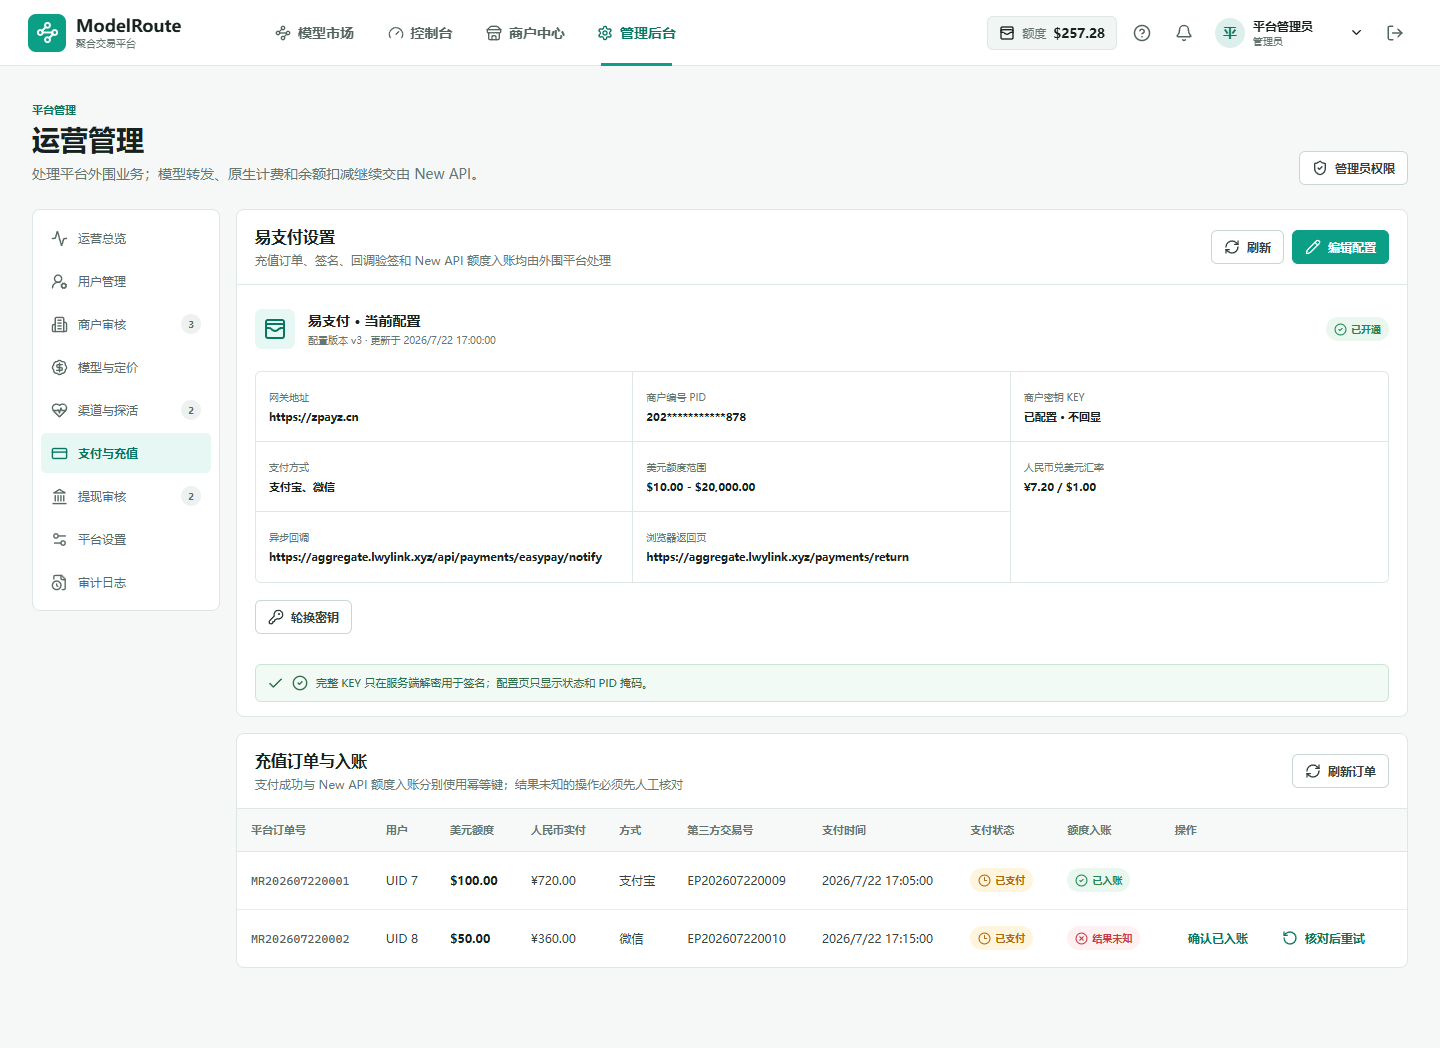 ModelRoute
聚合交易平台
模型市场
控制台
商户中心
管理后台
额度 $257.28
平
平台管理员
管理员
平台管理
运营管理
处理平台外围业务；模型转发、原生计费和余额扣减继续交由 New API。
管理员权限
运营总览
用户管理
商户审核 3
模型与定价
渠道与探活 2
支付与充值
提现审核 2
平台设置
审计日志
易支付设置
充值订单、签名、回调验签和 New API 额度入账均由外围平台处理
刷新
编辑配置
易支付 • 当前配置
配置版本 v3 · 更新于 2026/7/22 17:00:00
已开通
网关地址
https://zpayz.cn
商户编号 PID
202***********878
商户密钥 KEY
已配置 • 不回显
支付方式
支付宝、微信
美元额度范围
$10.00 - $20,000.00
人民币兑美元汇率
¥7.20 / $1.00
异步回调
https://aggregate.lwylink.xyz/api/payments/easypay/notify
浏览器返回页
https://aggregate.lwylink.xyz/payments/return
轮换密钥
完整 KEY 只在服务端解密用于签名；配置页只显示状态和 PID 掩码。
充值订单与入账
支付成功与 New API 额度入账分别使用幂等键；结果未知的操作必须先人工核对
刷新订单
平台订单号 用户 美元额度 人民币实付 方式 第三方交易号 支付时间 支付状态 额度入账 操作
MR202607220001 UID 7 $100.00 ¥720.00 支付宝 EP202607220009 2026/7/22 17:05:00 已支付 已入账
MR202607220002 UID 8 $50.00 ¥360.00 微信 EP202607220010 2026/7/22 17:15:00 已支付 结果未知 确认已入账 核对后重试